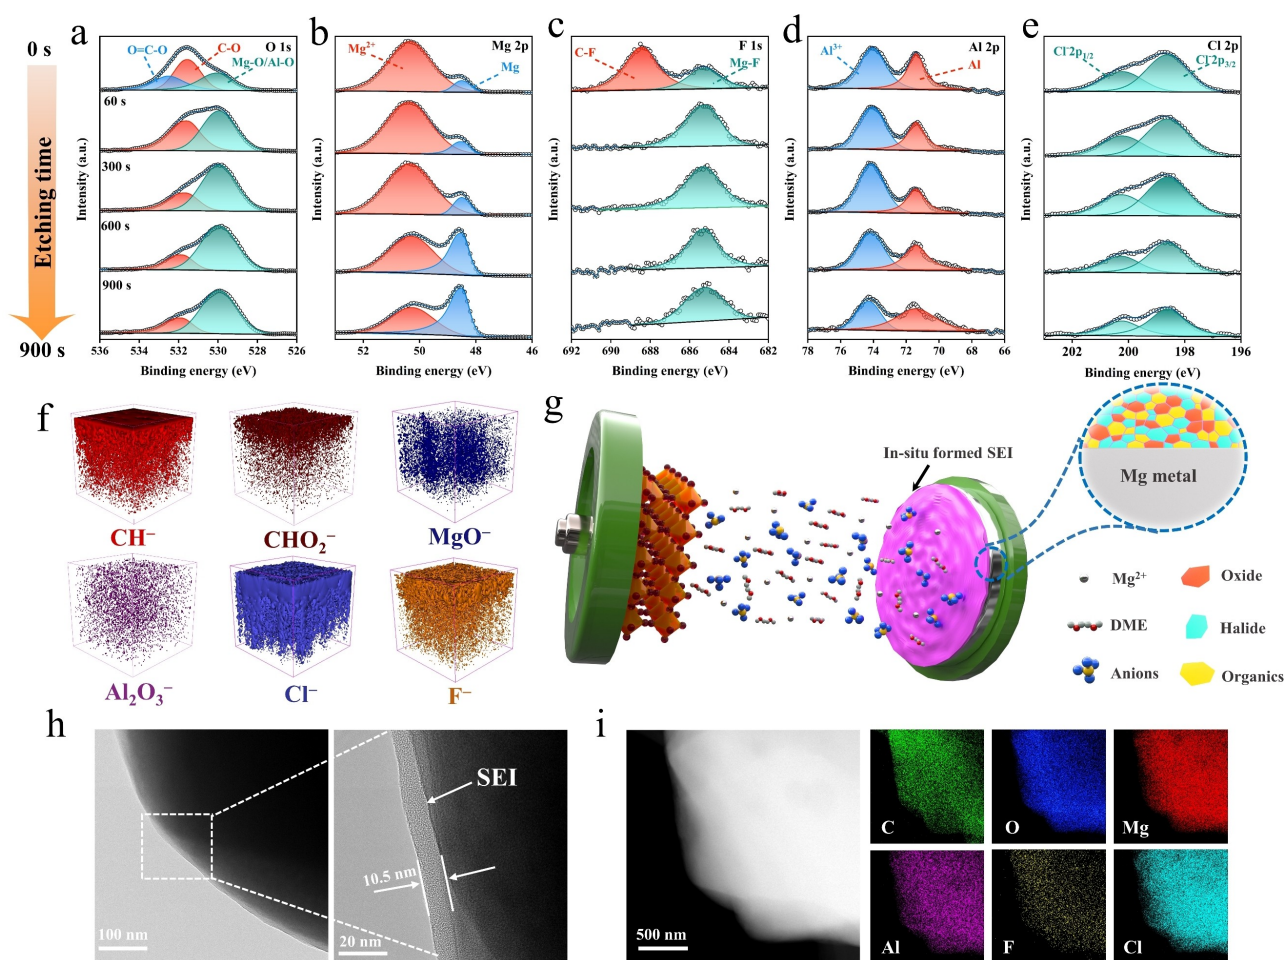 0 s
Etching time
900 s
a
O 1s
O=C-O
C-O
Mg-O/Al-O
60 s
300 s
600 s
900 s
Intensity (a.u.)
536 534 532 530 528 526
Binding energy (eV)
b
Mg 2p
Mg²⁺
Mg
Intensity (a.u.)
52 50 48 46
Binding energy (eV)
c
F 1s
C-F
Mg-F
Intensity (a.u.)
692 690 688 686 684 682
Binding energy (eV)
d
Al 2p
Al³⁺
Al
Intensity (a.u.)
78 76 74 72 70 68 66
Binding energy (eV)
e
Cl 2p
Cl⁻2p₁/₂
Cl⁻2p₃/₂
Intensity (a.u.)
202 200 198 196
Binding energy (eV)
f
CH⁻
CHO₂⁻
MgO⁻
Al₂O₃⁻
Cl⁻
F⁻
g
In-situ formed SEI
Mg metal
Mg²⁺
DME
Anions
Oxide
Halide
Organics
h
100 nm
SEI
10.5 nm
20 nm
i
500 nm
C
O
Mg
Al
F
Cl